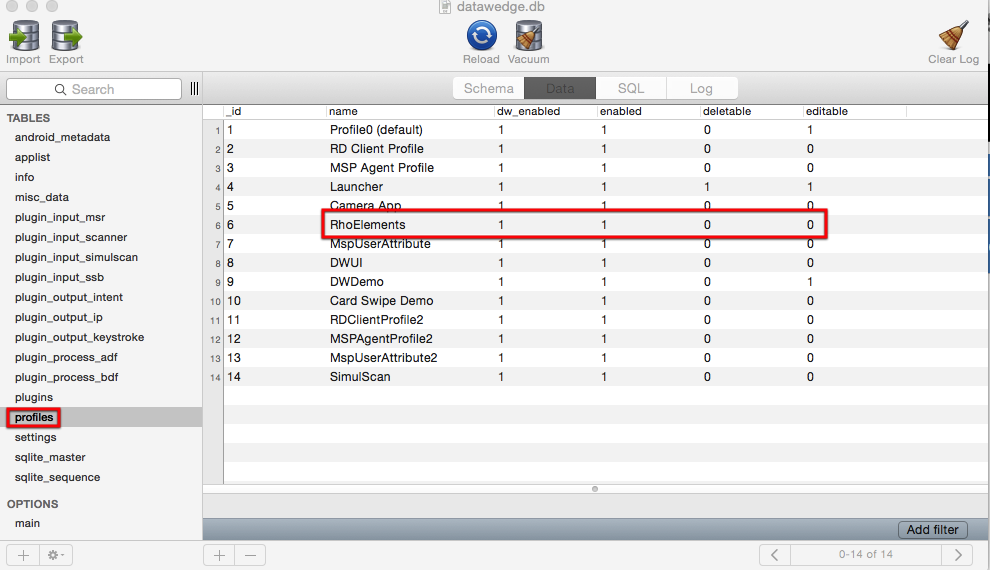 datawedge.db
Import Export Reload Vacuum Clear Log
Search Schema Data SQL Log
TABLES
android_metadata
applist
info
misc_data
plugin_input_msr
plugin_input_scanner
plugin_input_simulscan
plugin_input_ssb
plugin_output_intent
plugin_output_ip
plugin_output_keystroke
plugin_process_adf
plugin_process_bdf
plugins
profiles
settings
sqlite_master
sqlite_sequence
OPTIONS
main
_id name dw_enabled enabled deletable editable
1 1 Profile0 (default) 1 1 0 1
2 2 RD Client Profile 1 1 0 0
3 3 MSP Agent Profile 1 1 0 0
4 4 Launcher 1 1 1 1
5 5 Camera App 1 1 0 0
6 6 RhoElements 1 1 0 0
7 7 MspUserAttribute 1 1 0 0
8 8 DWUI 1 1 0 0
9 9 DWDemo 1 1 0 1
10 10 Card Swipe Demo 1 1 0 0
11 11 RDClientProfile2 1 1 0 0
12 12 MSPAgentProfile2 1 1 0 0
13 13 MspUserAttribute2 1 1 0 0
14 14 SimulScan 1 1 0 0
Add filter
0-14 of 14